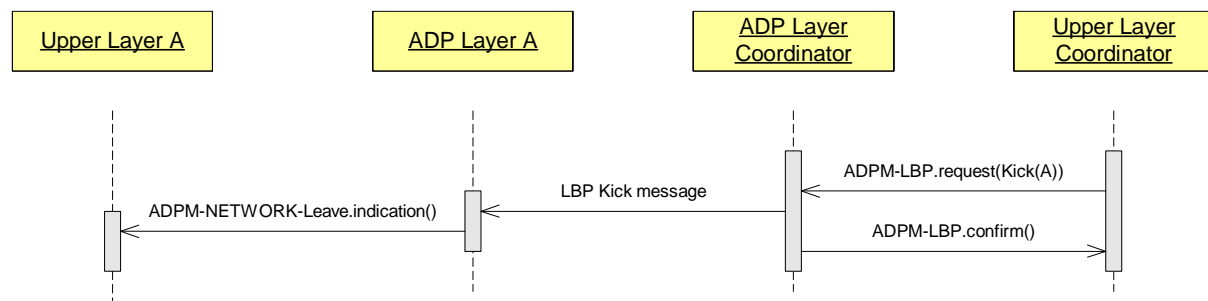 Upper Layer A
ADP Layer A
ADP Layer
Coordinator
Upper Layer
Coordinator
ADPM-LBP.request(Kick(A))
LBP Kick message
ADPM-NETWORK-Leave.indication()
ADPM-LBP.confirm()